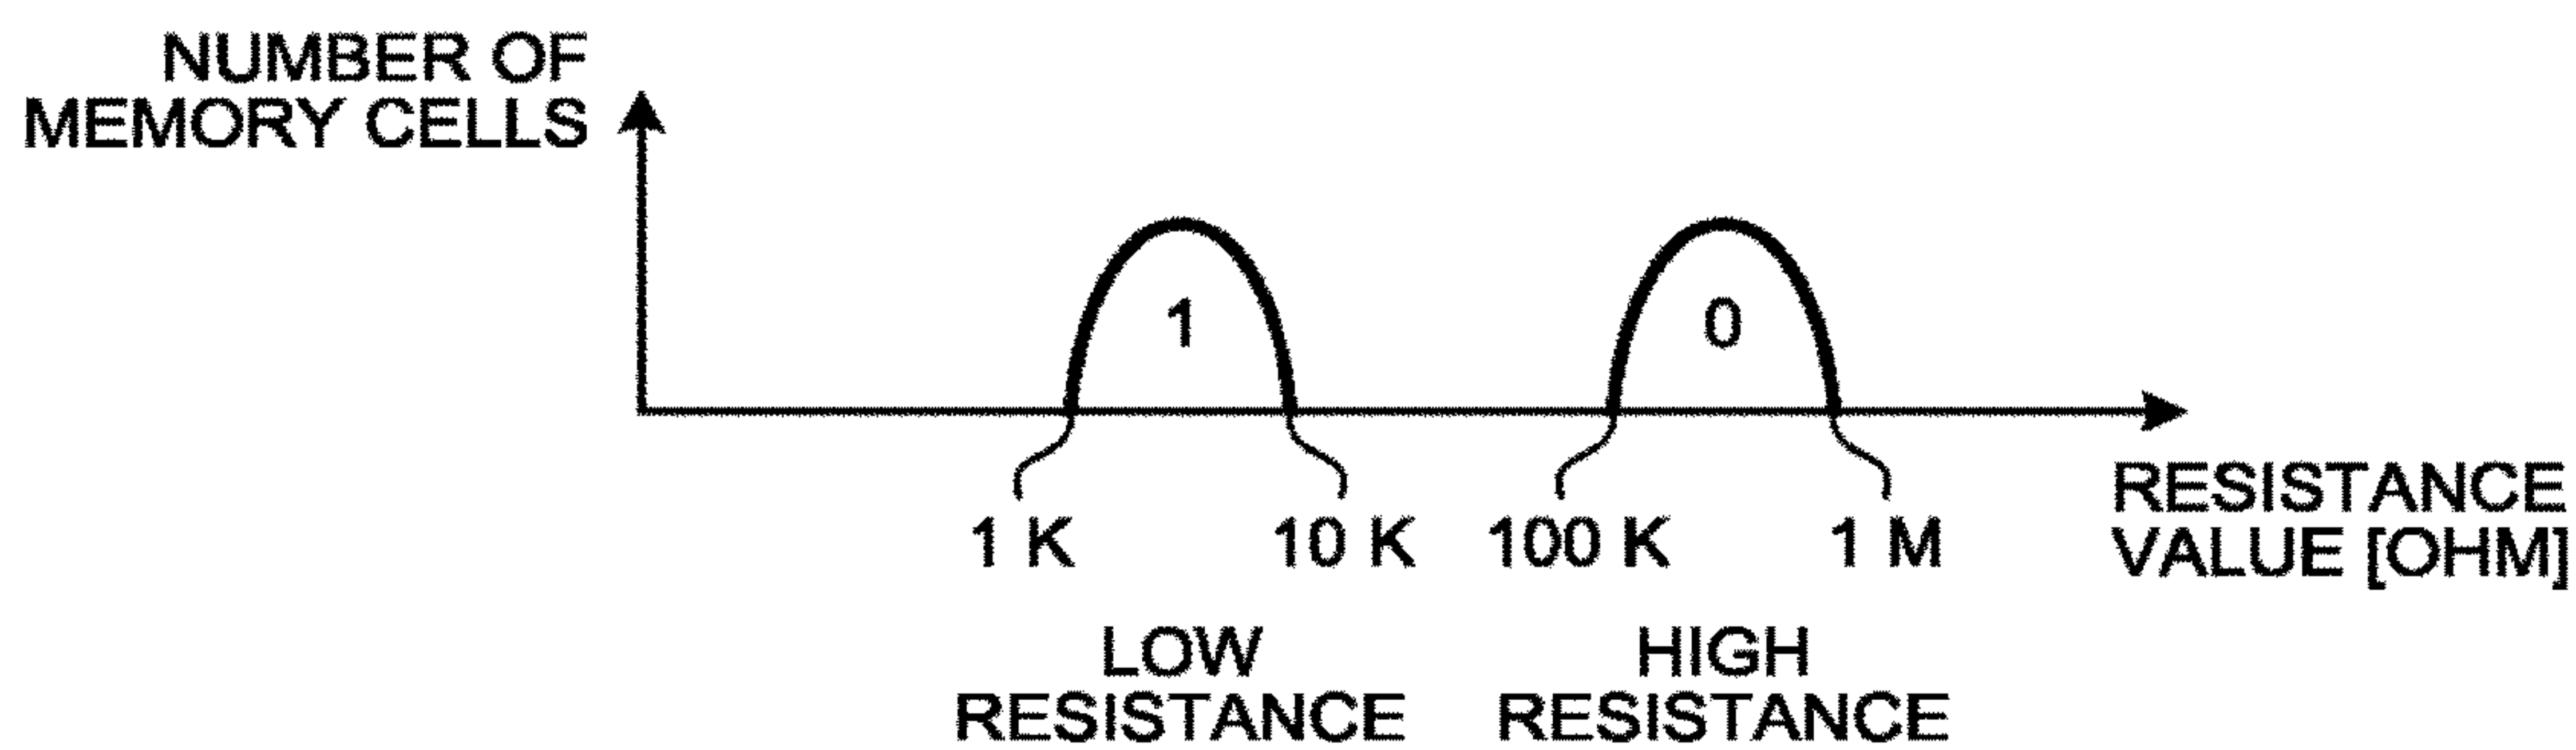 NUMBER OF
MEMORY CELLS
1
0
1 K
10 K
100 K
1 M
RESISTANCE
VALUE [OHM]
LOW
RESISTANCE
HIGH
RESISTANCE